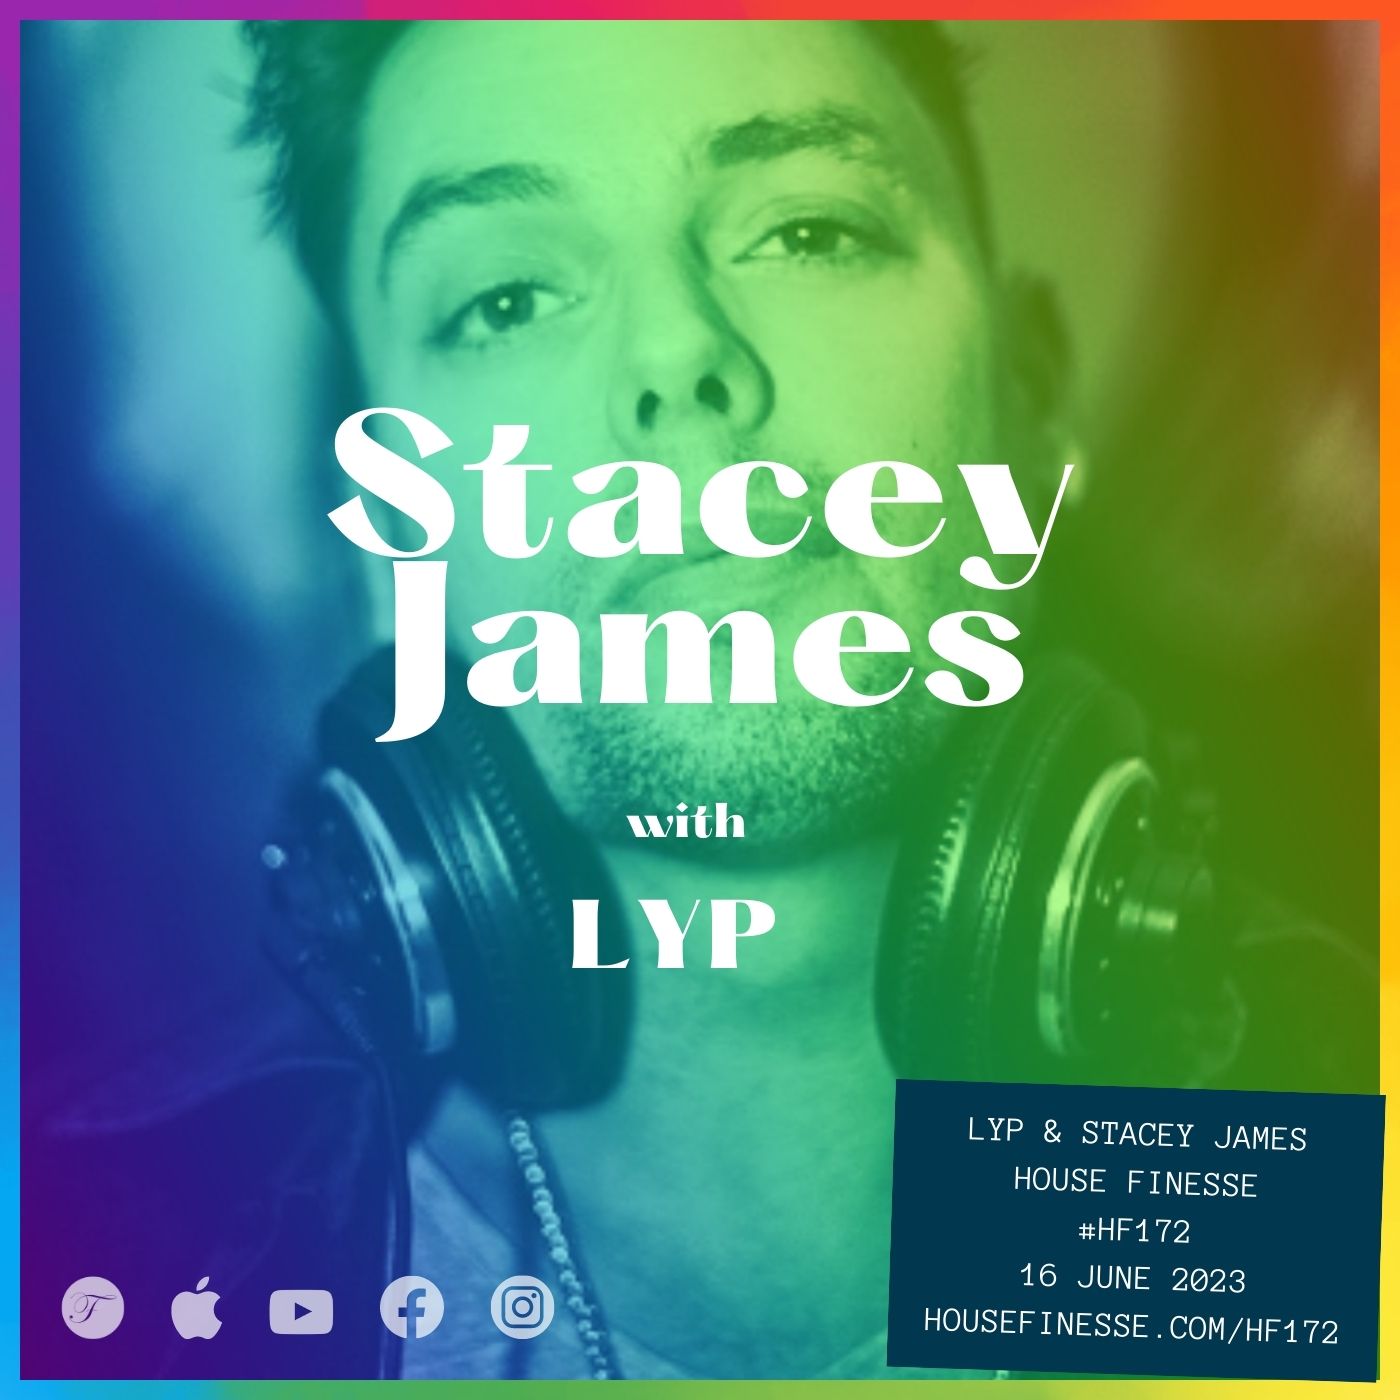 Stacey
James
with
LYP
LYP & STACEY JAMES
HOUSE FINESSE
#HF172
16 JUNE 2023
HOUSEFINESSE.COM/HF172